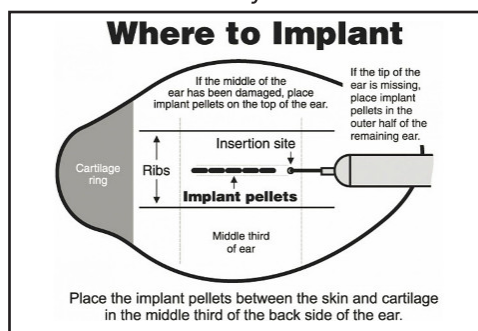 Where to Implant
If the middle of the
ear has been damaged, place
implant pellets on the top of the ear.
If the tip of the
ear is missing,
place implant
pellets in the
outer half of the
remaining ear.
Insertion site
Cartilage
ring
Ribs
Implant pellets
Middle third
of ear
Place the implant pellets between the skin and cartilage
in the middle third of the back side of the ear.